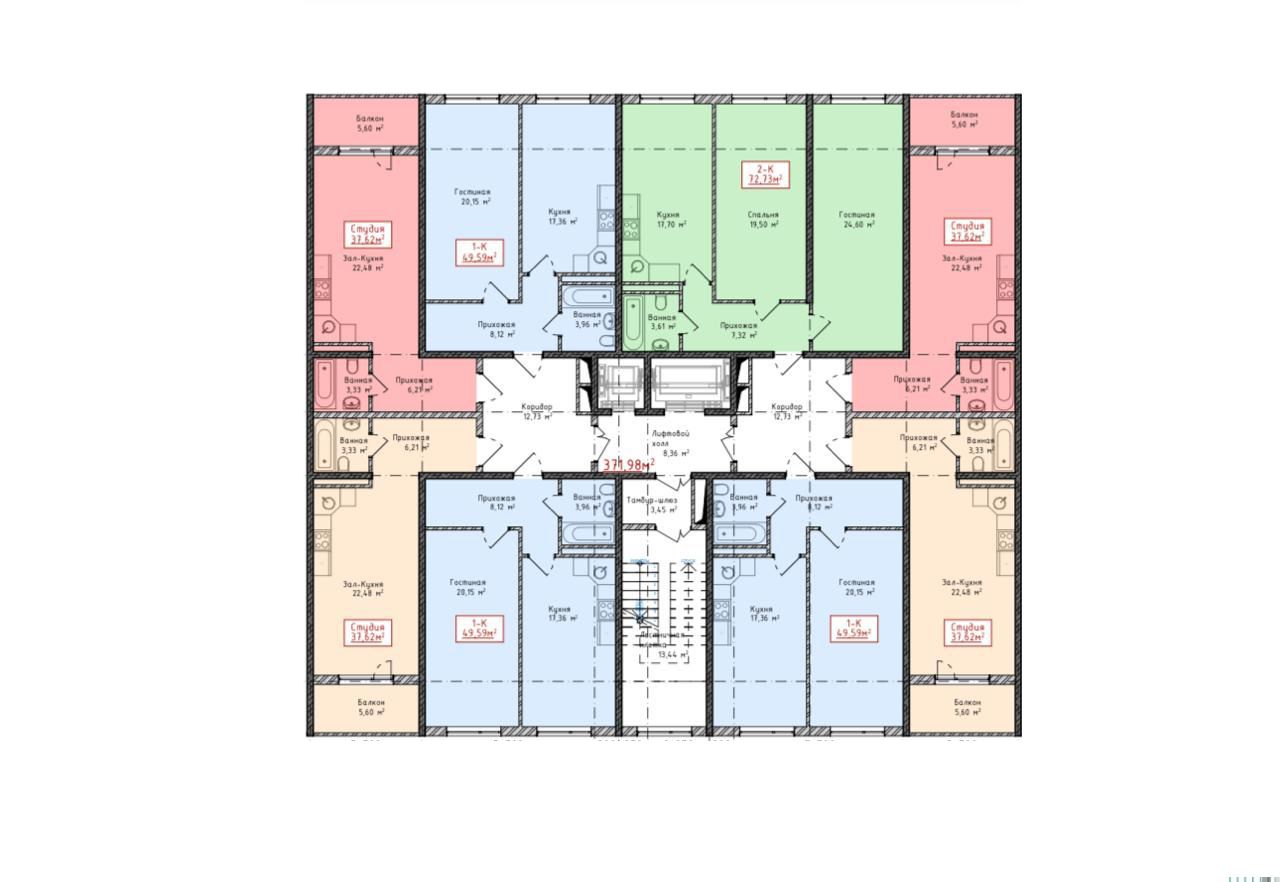 Балкон
5,60 м²
Студия
37,62м²
Зал-Кухня
22,48 м²
Гостиная
20,15 м²
1-К
49,59м²
Кухня
17,36 м²
Прихожая
8,12 м²
Ванная
3,96 м²
Кухня
17,70 м²
2-К
72,73м²
Спальня
19,50 м²
Гостиная
24,60 м²
Ванная
3,61 м²
Прихожая
7,32 м²
Балкон
5,60 м²
Студия
37,62м²
Зал-Кухня
22,48 м²
Ванная
3,33 м²
Прихожая
6,21 м²
Коридор
12,73 м²
Лифтовой
холл
8,36 м²
371,98м²
Коридор
12,73 м²
Прихожая
6,21 м²
Ванная
3,33 м²
Ванная
3,33 м²
Прихожая
6,21 м²
Прихожая
6,21 м²
Ванная
3,33 м²
Прихожая
8,12 м²
Ванная
3,96 м²
Тамбур-шлюз
3,45 м²
Ванная
3,96 м²
Прихожая
8,12 м²
Зал-Кухня
22,48 м²
Студия
37,62м²
Гостиная
20,15 м²
1-К
49,59м²
Кухня
17,36 м²
Лестничная
клетка
13,44 м²
Кухня
17,36 м²
Гостиная
20,15 м²
1-К
49,59м²
Зал-Кухня
22,48 м²
Студия
37,62м²
Балкон
5,60 м²
Балкон
5,60 м²